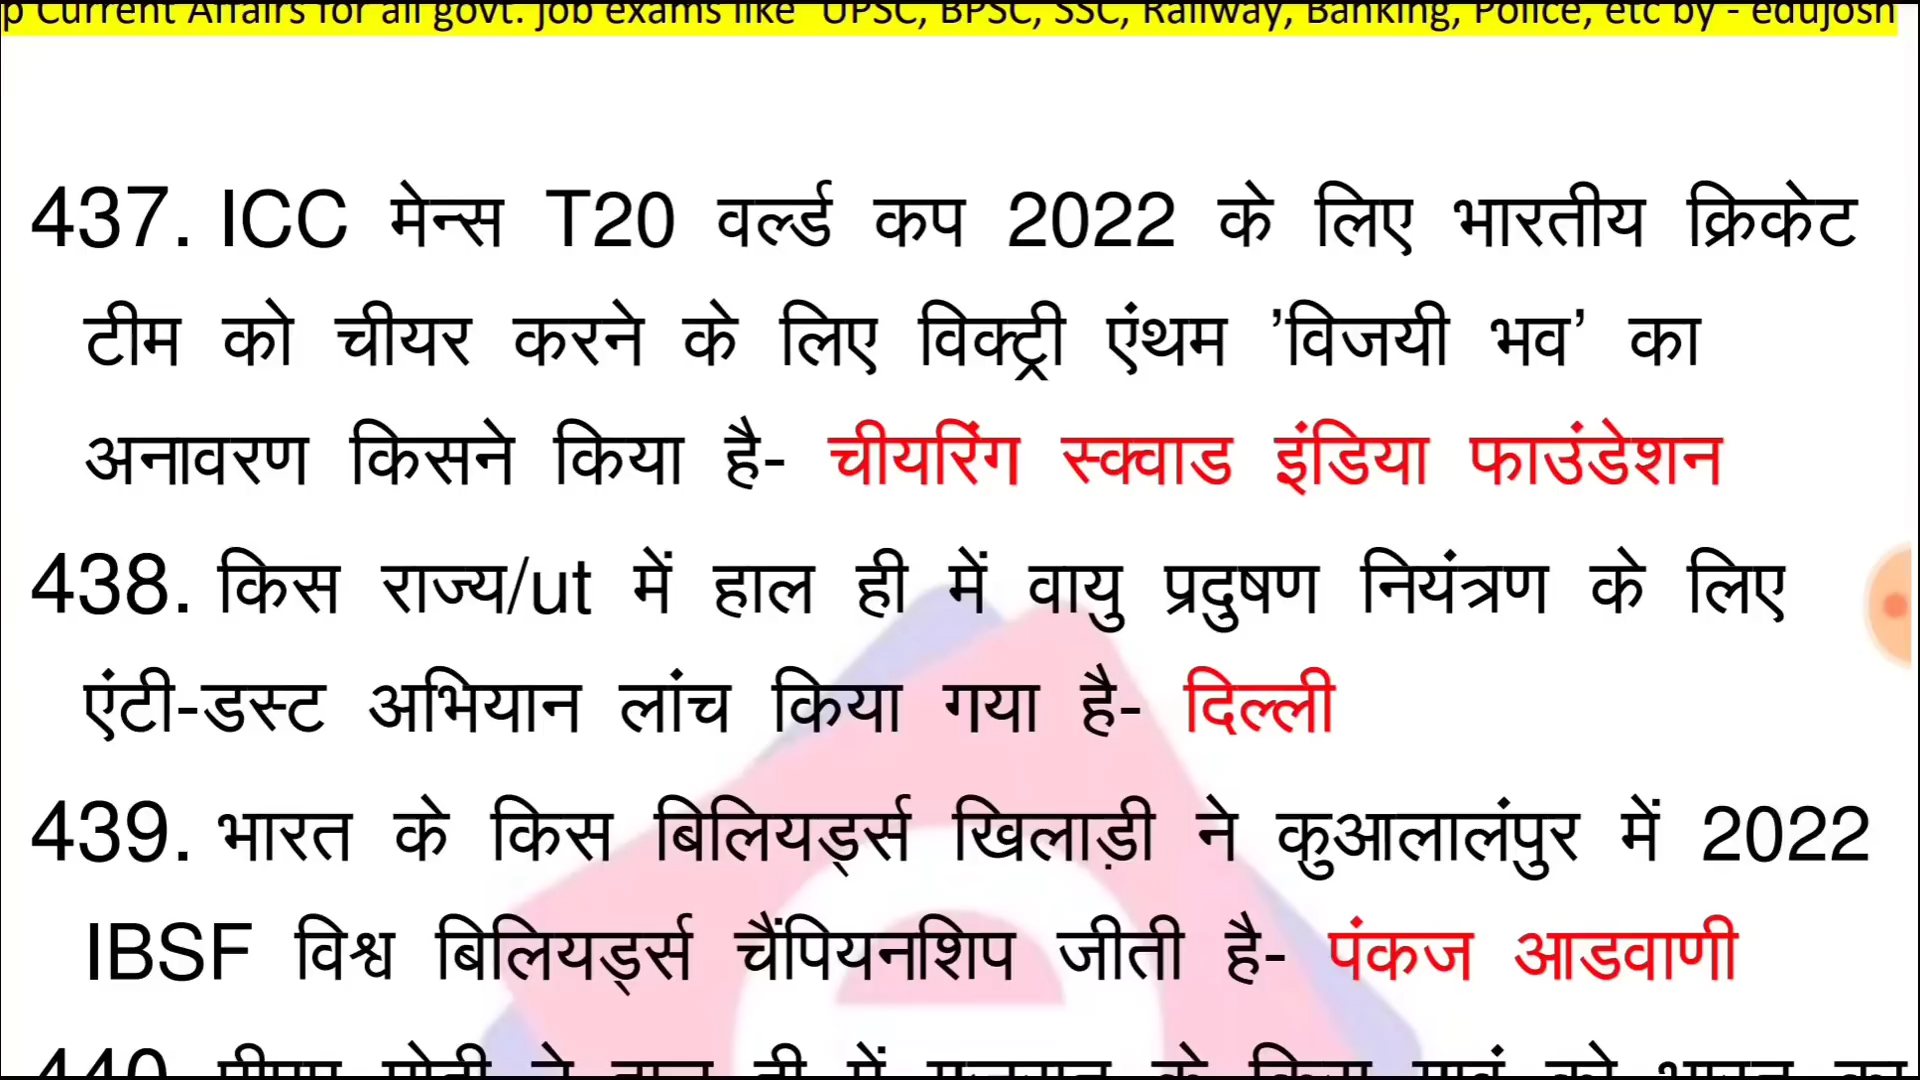 p Current Affairs for all govt. job exams like UPSC, BPSC, SSC, Railway, Banking, Police, etc by - edujosh
437. ICC मेन्स T20 वर्ल्ड कप 2022 के लिए भारतीय क्रिकेट
टीम को चीयर करने के लिए विक्ट्री एंथम ’विजयी भव’ का
अनावरण किसने किया है- चीयरिंग स्क्वाड इंडिया फाउंडेशन
438. किस राज्य/ut में हाल ही में वायु प्रदुषण नियंत्रण के लिए
एंटी-डस्ट अभियान लांच किया गया है- दिल्ली
439. भारत के किस बिलियड्र्स खिलाड़ी ने कुआलालंपुर में 2022
IBSF विश्व बिलियड्र्स चैंपियनशिप जीती है- पंकज आडवाणी
440 मोदी ने में के किस को भारत का